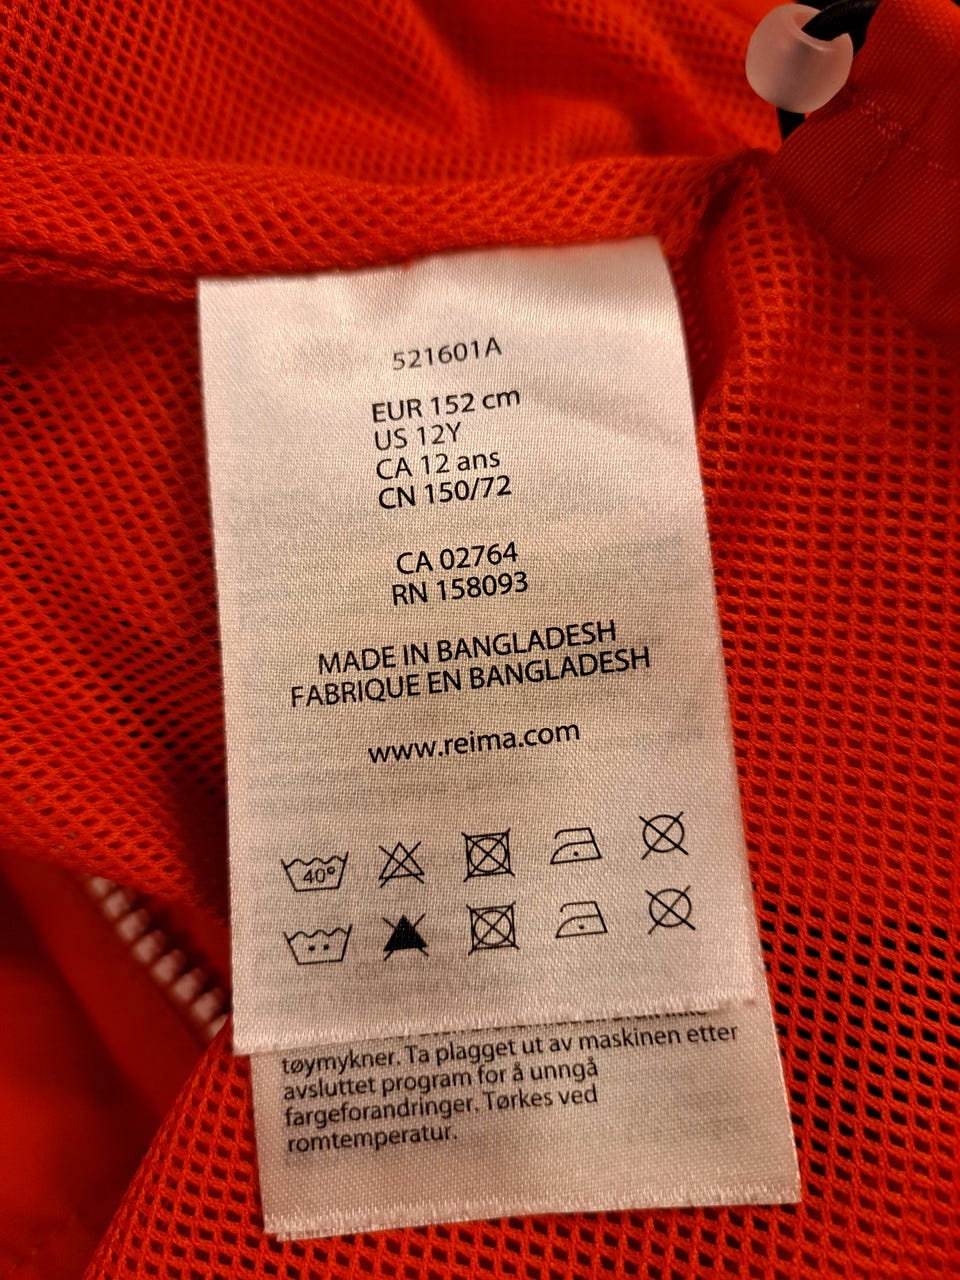 521601A
EUR 152 cm
US 12Y
CA 12 ans
CN 150/72
CA 02764
RN 158093
MADE IN BANGLADESH
FABRIQUE EN BANGLADESH
www.reima.com
40°
tøymykner. Ta plagget ut av maskinen etter
avsluttet program for å unngå
fargeforandringer. Tørkes ved
romtemperatur.